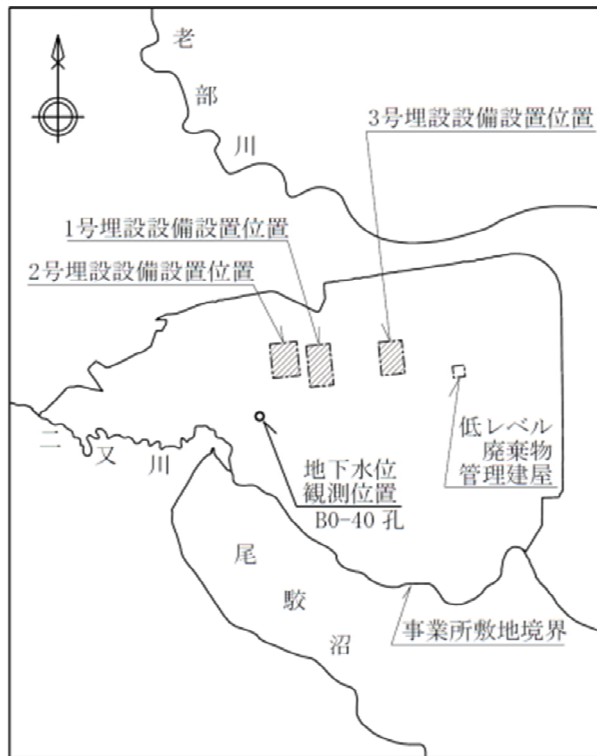 老部川
3号埋設設備設置位置
1号埋設設備設置位置
2号埋設設備設置位置
低レベル
廃棄物
管理建屋
二又川
地下水位
観測位置
B0-40 孔
尾駮沼
事業所敷地境界